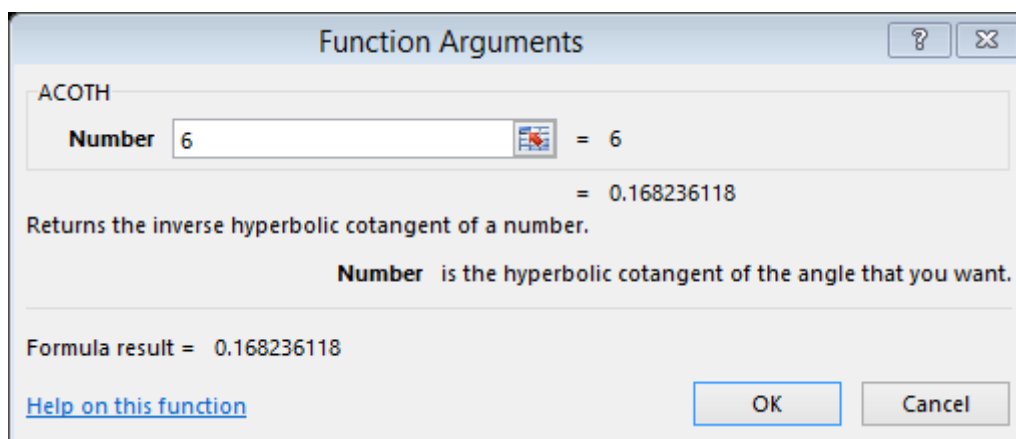 Function Arguments
ACOTH
Number 6 = 6
= 0.168236118
Returns the inverse hyperbolic cotangent of a number.
Number is the hyperbolic cotangent of the angle that you want.
Formula result = 0.168236118
Help on this function OK Cancel